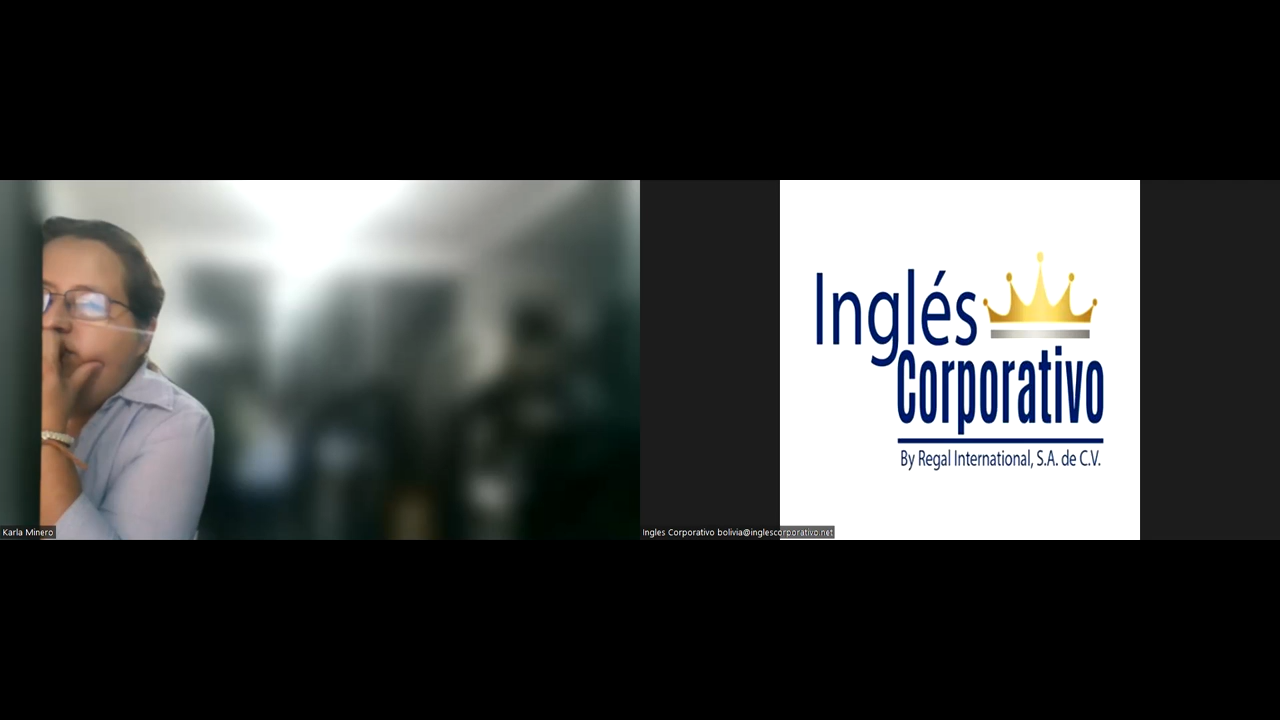 Inglés
Corporativo
By Regal International, S.A. de C.V.
Karla Minero
Ingles Corporativo bolivia@inglescorporativo.net